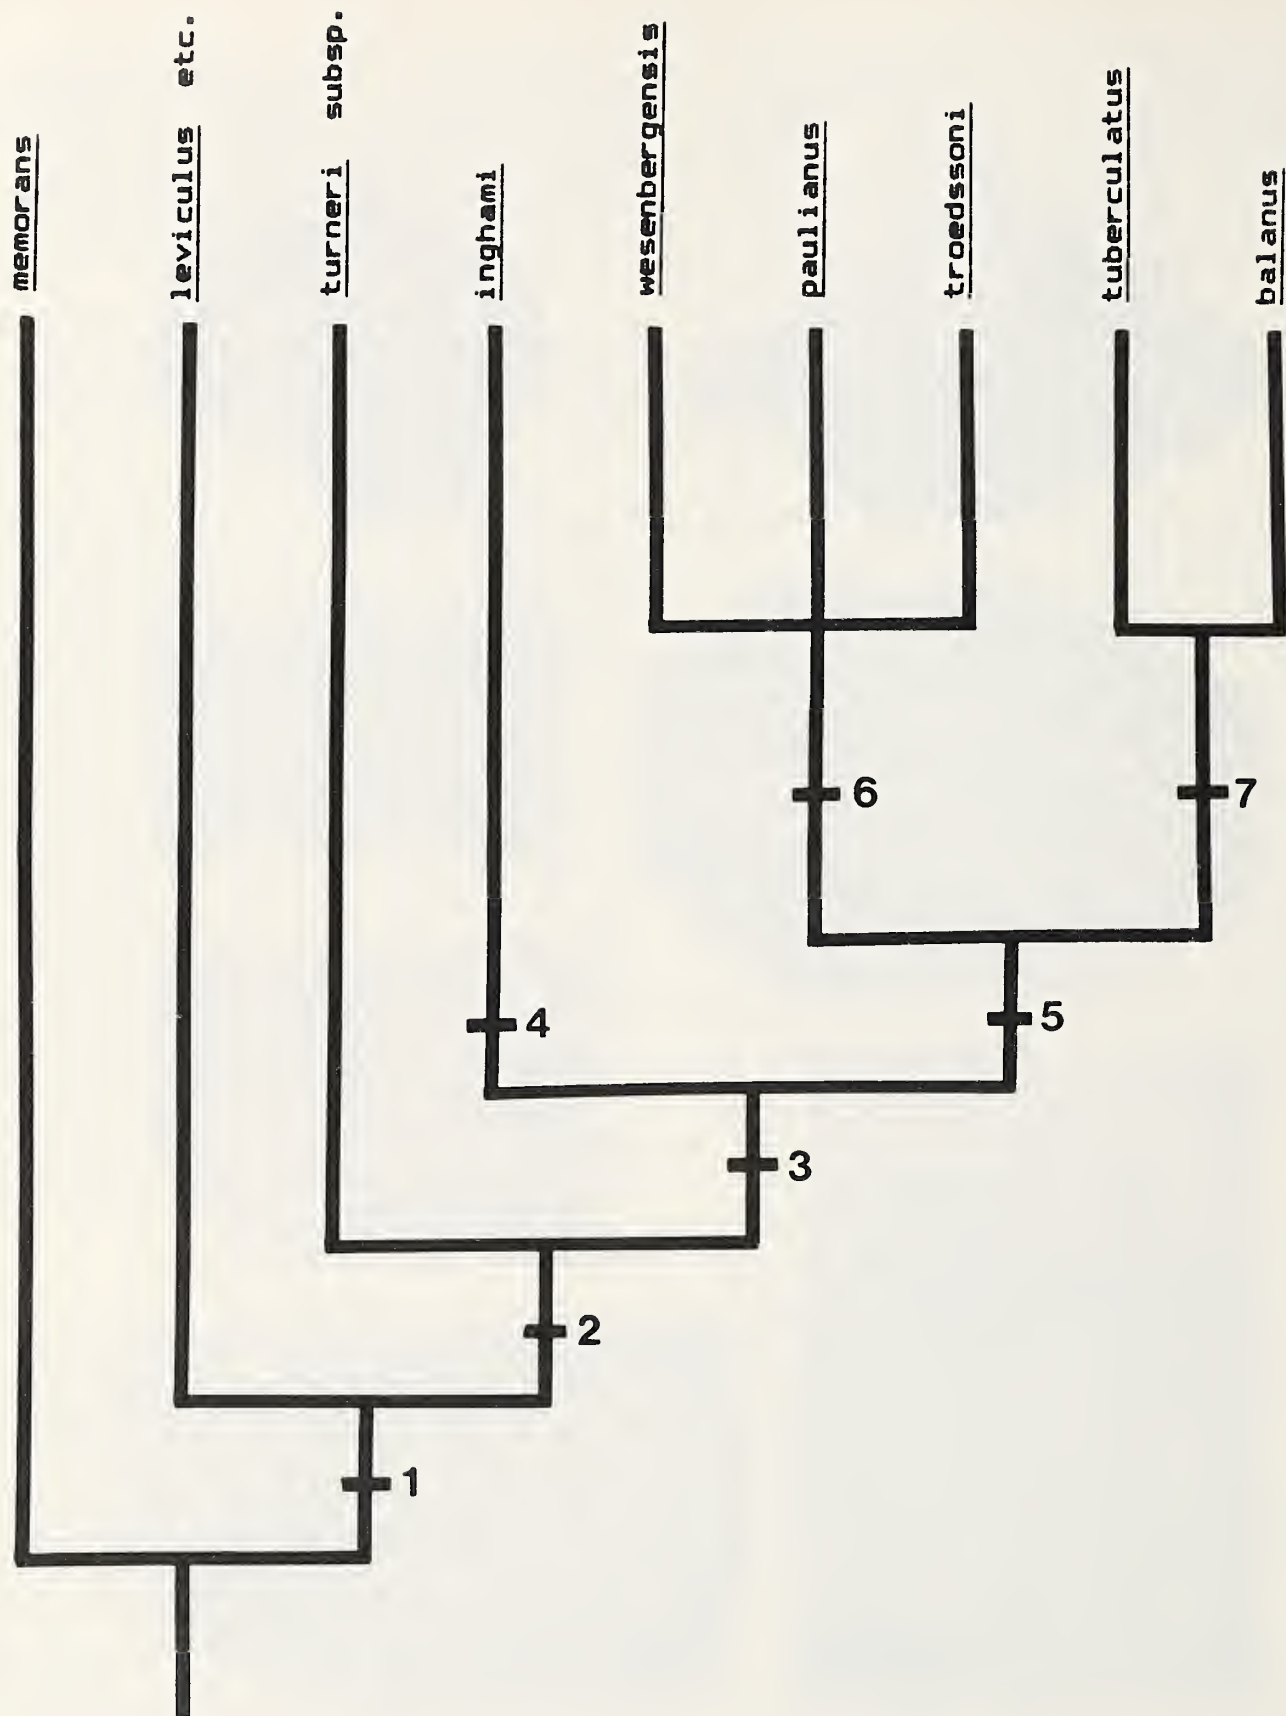 memorans
leviculus etc.
turneri subsp.
inghami
wesenbergensis
paulianus
troedssoni
tuberculatus
balanus
6
7
4
5
3
2
1